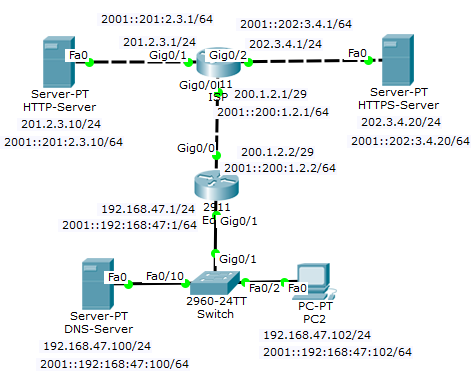 2001::201:2.3.1/64
2001::202:3.4.1/64
201.2.3.1/24
202.3.4.1/24
Fa0
Gig0/1
Gig0/2
Fa0
Server-PT
HTTP-Server
201.2.3.10/24
2001::201:2.3.10/64
Gig0/0
11
ISP
Server-PT
HTTPS-Server
202.3.4.20/24
2001::202:3.4.20/64
200.1.2.1/29
2001::200:1.2.1/64
Gig0/0
200.1.2.2/29
2001::200:1.2.2/64
192.168.47.1/24
2001::192:168:47:1/64
2911
Gig0/1
Gig0/1
Fa0
Fa0/10
Fa0/2
Fa0
Server-PT
DNS-Server
192.168.47.100/24
2001::192:168:47:100/64
2960-24TT
Switch
PC-PT
PC2
192.168.47.102/24
2001::192:168:47:102/64